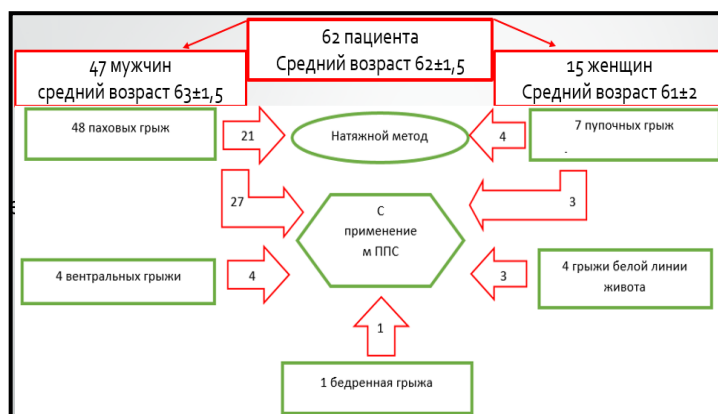 62 пациента
Средний возраст 62±1,5
47 мужчин
средний возраст 63±1,5
15 женщин
Средний возраст 61±2
48 паховых грыж
21
Натяжной метод
4
7 пупочных грыж
27
С
применение
м ППС
3
4 вентральных грыжи
4
3
4 грыжи белой линии
живота
1
1 бедренная грыжа